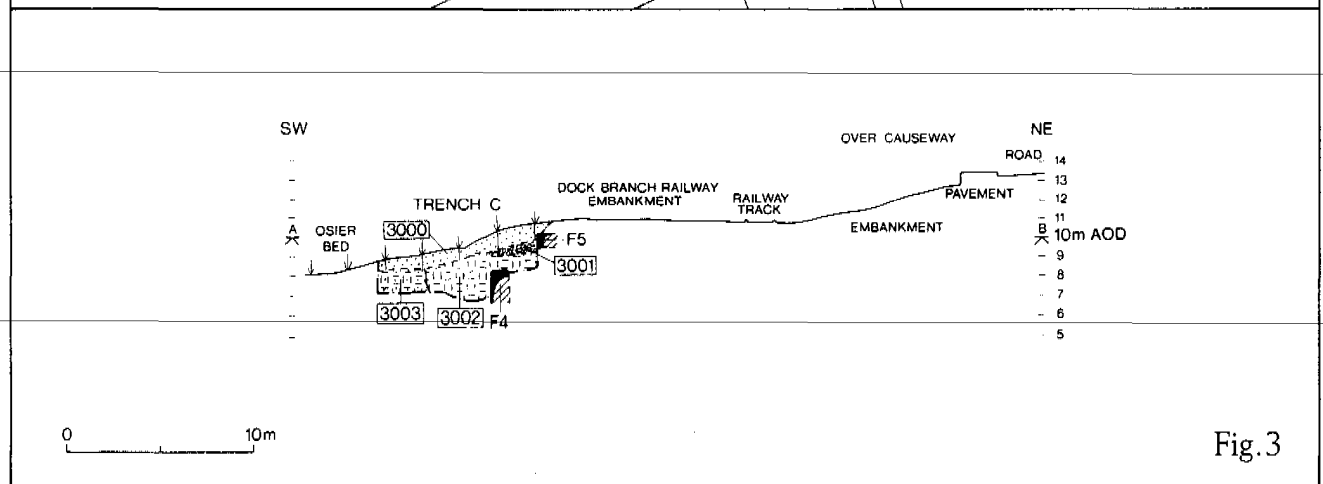 SW
NE
OVER CAUSEWAY
ROAD
14
13
12
11
B 10m AOD
9
8
7
6
5
PAVEMENT
EMBANKMENT
DOCK BRANCH RAILWAY
EMBANKMENT
RAILWAY
TRACK
TRENCH C
A
OSIER
BED
3000
F5
3001
3003
3002
F4
0
10m
Fig.3